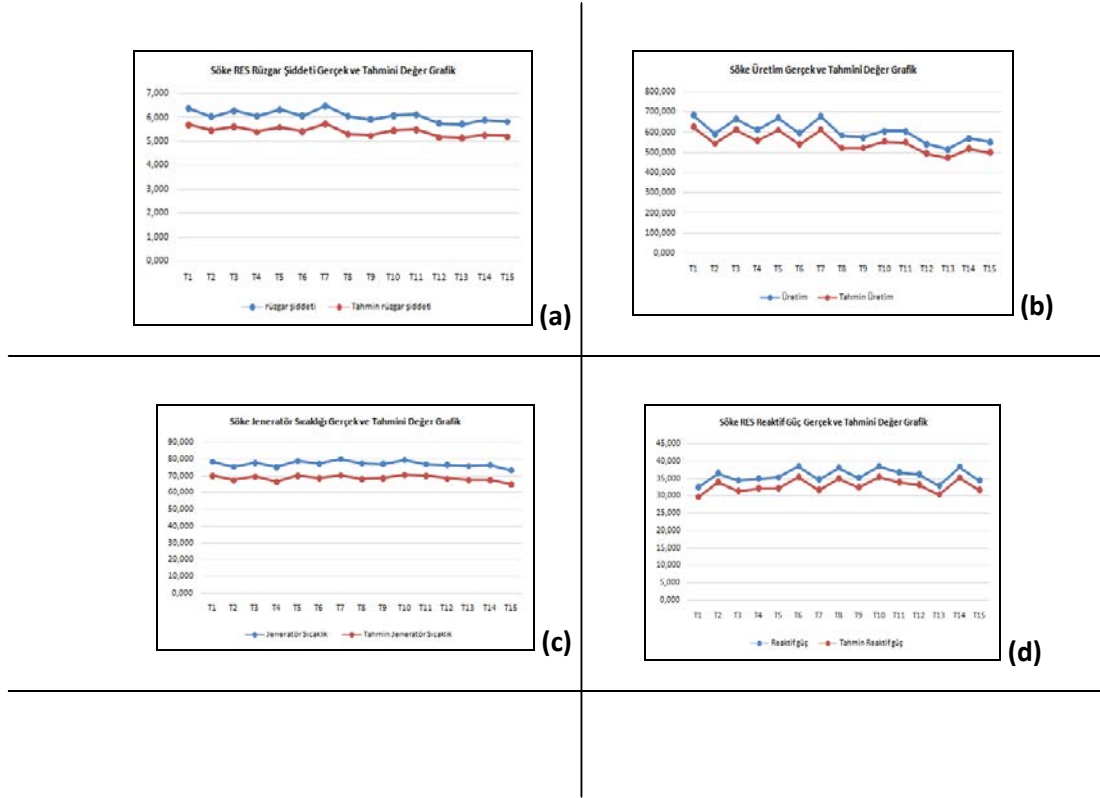 Söke RES Rüzgar Şiddeti Gerçek ve Tahmini Değer Grafik
7,000
6,000
5,000
4,000
3,000
2,000
1,000
0,000
T1 T2 T3 T4 T5 T6 T7 T8 T9 T10 T11 T12 T13 T14 T15
rüzgar şiddeti Tahmin rüzgar şiddeti
(a)
Söke Üretim Gerçek ve Tahmini Değer Grafik
800,000
700,000
600,000
500,000
400,000
300,000
200,000
100,000
0,000
T1 T2 T3 T4 T5 T6 T7 T8 T9 T10 T11 T12 T13 T14 T15
Üretim Tahmin Üretim
(b)
Söke Jeneratör Sıcaklığı Gerçek ve Tahmini Değer Grafik
90,000
80,000
70,000
60,000
50,000
40,000
30,000
20,000
10,000
0,000
T1 T2 T3 T4 T5 T6 T7 T8 T9 T10 T11 T12 T13 T14 T15
Jeneratör Sıcaklık Tahmin Jeneratör Sıcaklık
(c)
Söke RES Reaktif Güç Gerçek ve Tahmini Değer Grafik
45,000
40,000
35,000
30,000
25,000
20,000
15,000
10,000
5,000
0,000
T1 T2 T3 T4 T5 T6 T7 T8 T9 T10 T11 T12 T13 T14 T15
Reaktif güç Tahmin Reaktif güç
(d)